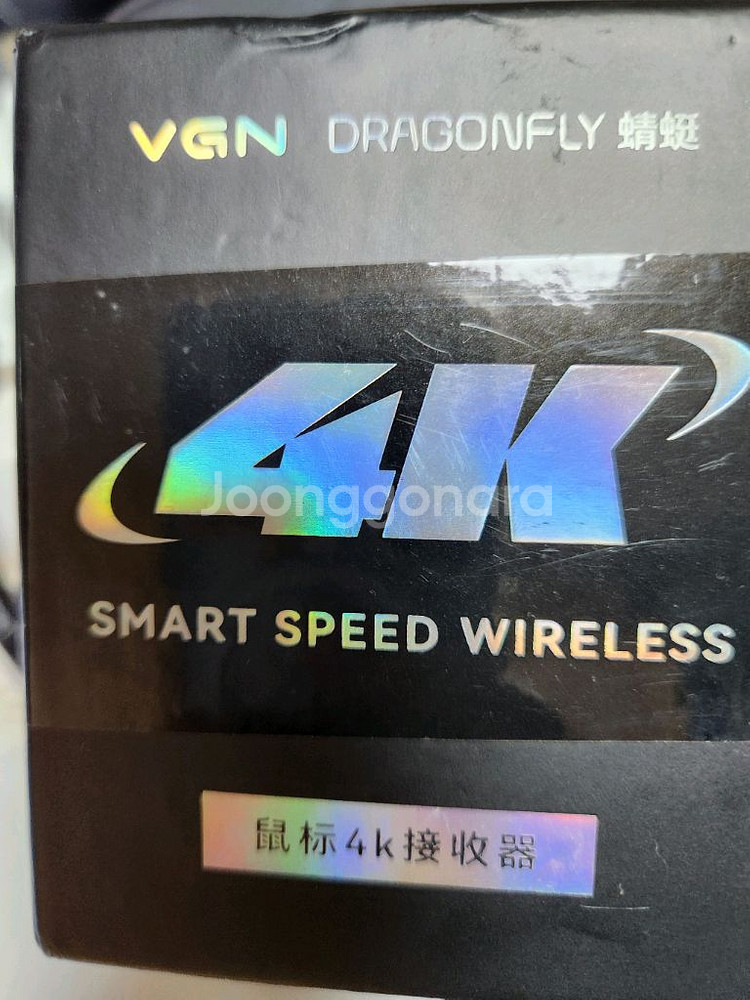 VGN DRAGONFLY 蜻蜓
4K
Joonggonara
SMART SPEED WIRELESS
鼠标4k接收器